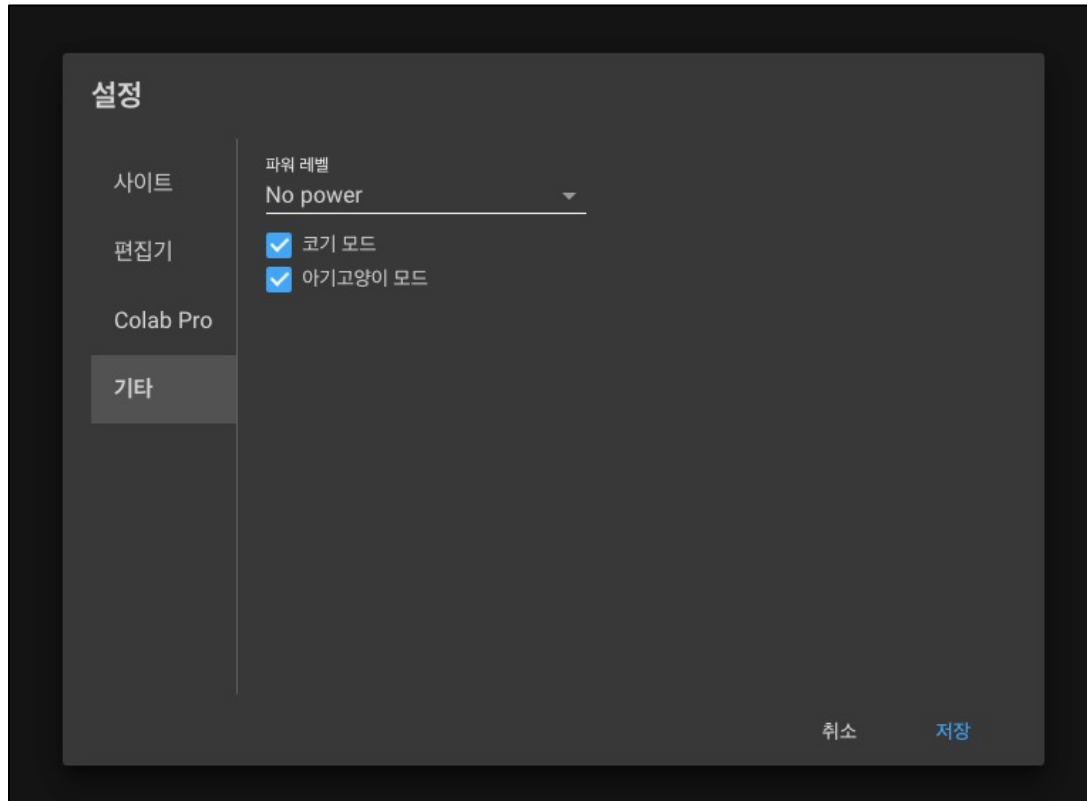 설정
사이트
편집기
Colab Pro
기타
파워 레벨
No power
코기 모드
아기고양이 모드
취소
저장